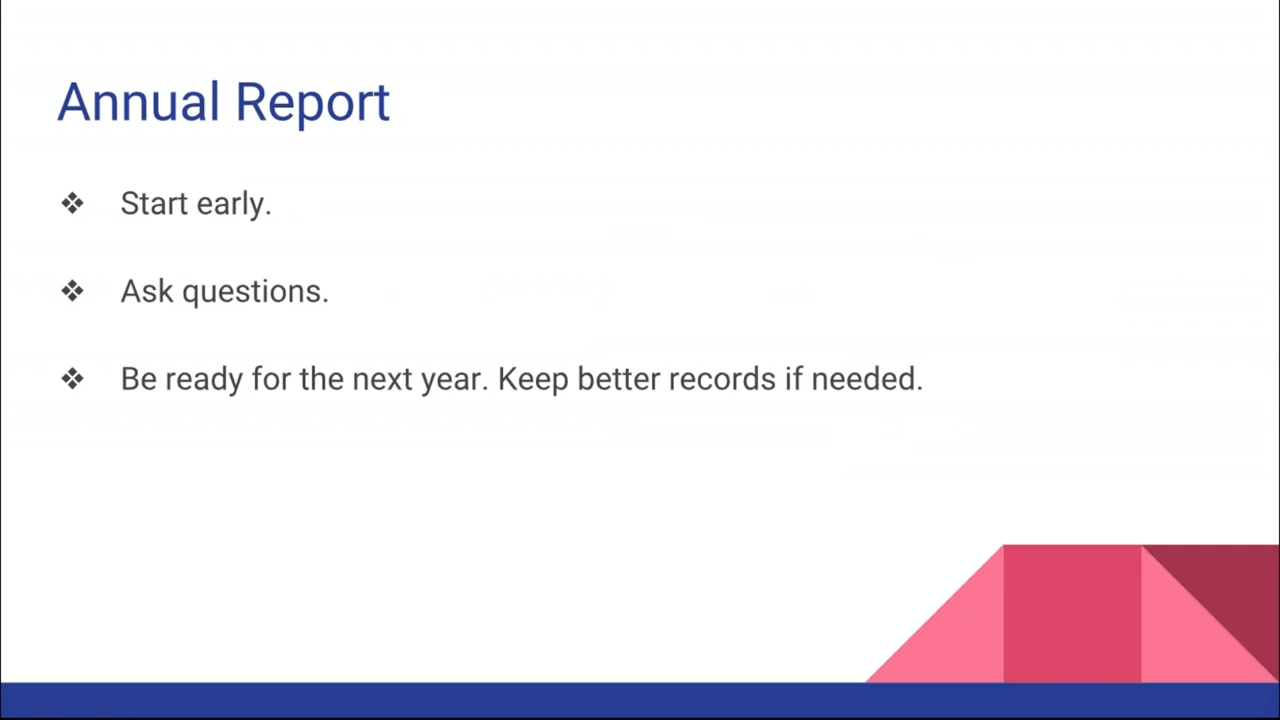 Annual Report
❖ Start early.
❖ Ask questions.
❖ Be ready for the next year. Keep better records if needed.